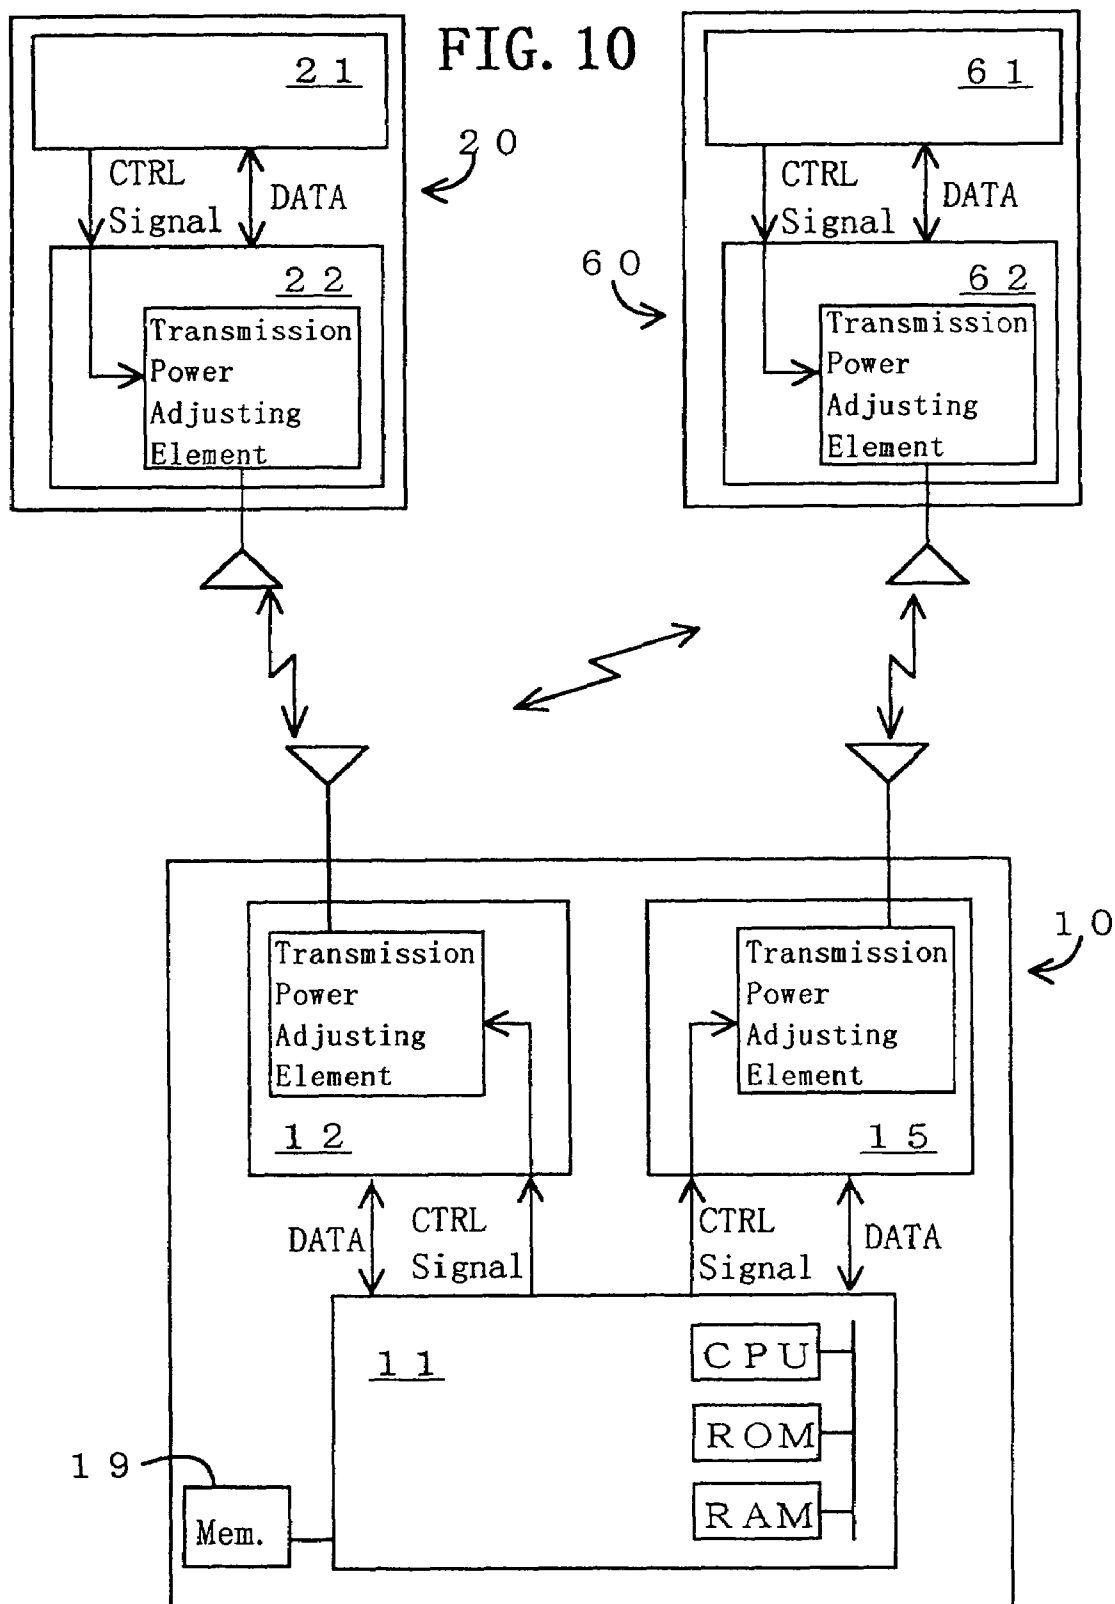 FIG. 10
21
20
CTRL
Signal
DATA
22
Transmission
Power
Adjusting
Element
61
60
CTRL
Signal
DATA
62
Transmission
Power
Adjusting
Element
10
Transmission
Power
Adjusting
Element
12
Transmission
Power
Adjusting
Element
15
DATA
CTRL
Signal
CTRL
Signal
DATA
11
CPU
ROM
RAM
19
Mem.